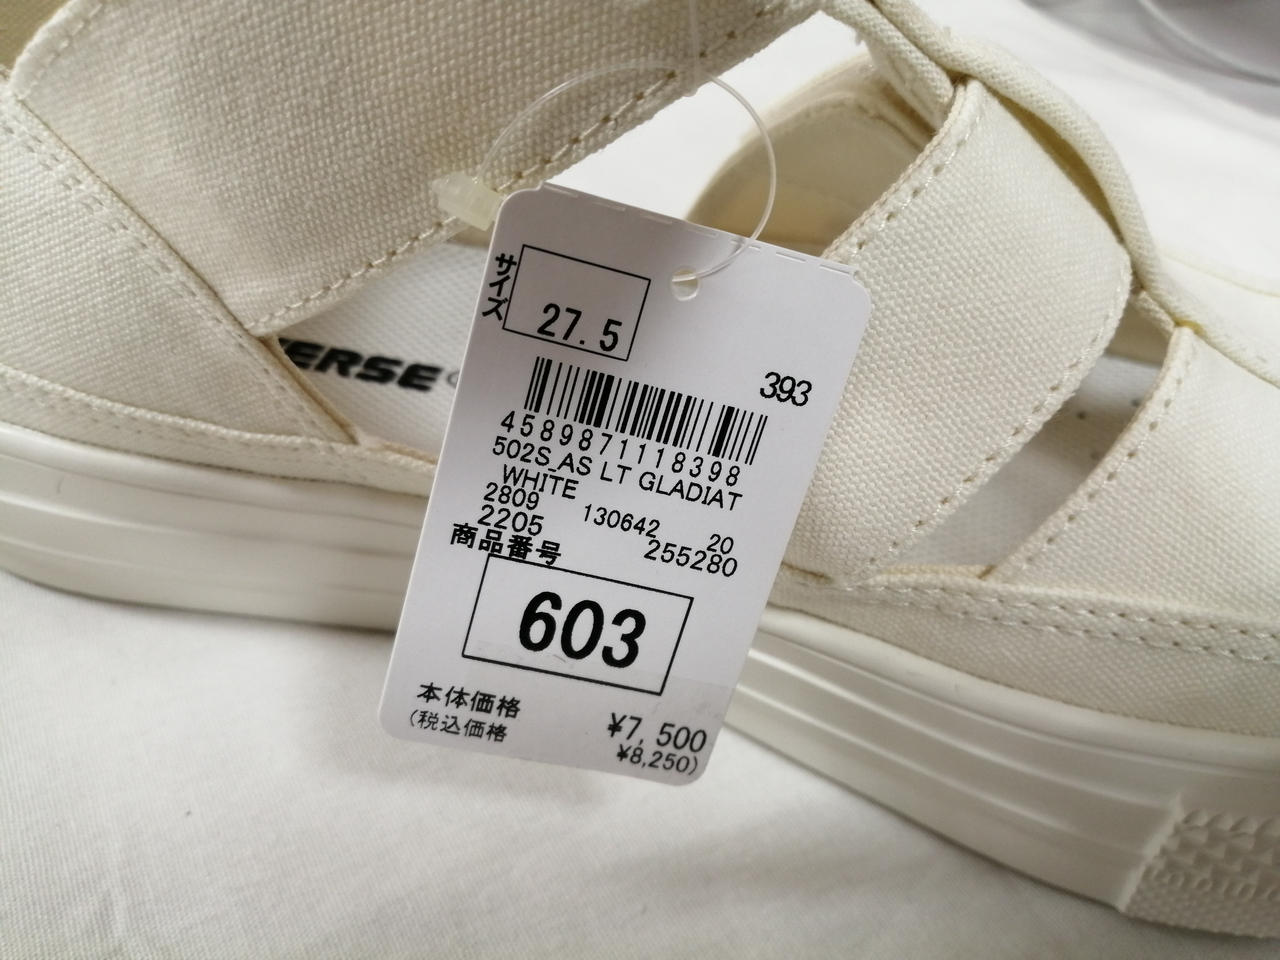 サイズ
27.5
393
4589871118398
502S_AS LT GLADIAT
WHITE
2809 130642 20
2205 255280
商品番号
603
本体価格 ¥7,500
(税込価格 ¥8,250)
ERSE